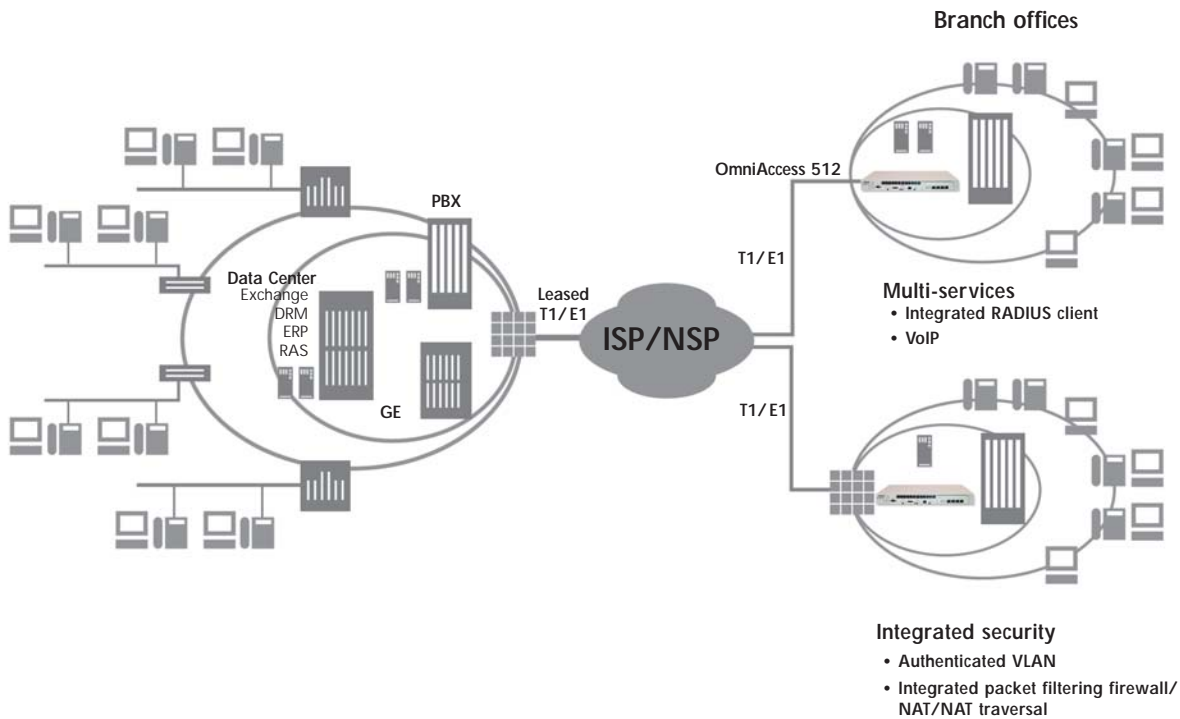 Branch offices
OmniAccess 512
PBX
T1/E1
Data Center
Exchange
DRM
ERP
RAS
GE
Leased
T1/E1
ISP/NSP
Multi-services
• Integrated RADIUS client
• VoIP
T1/E1
Integrated security
• Authenticated VLAN
• Integrated packet filtering firewall/
NAT/NAT traversal